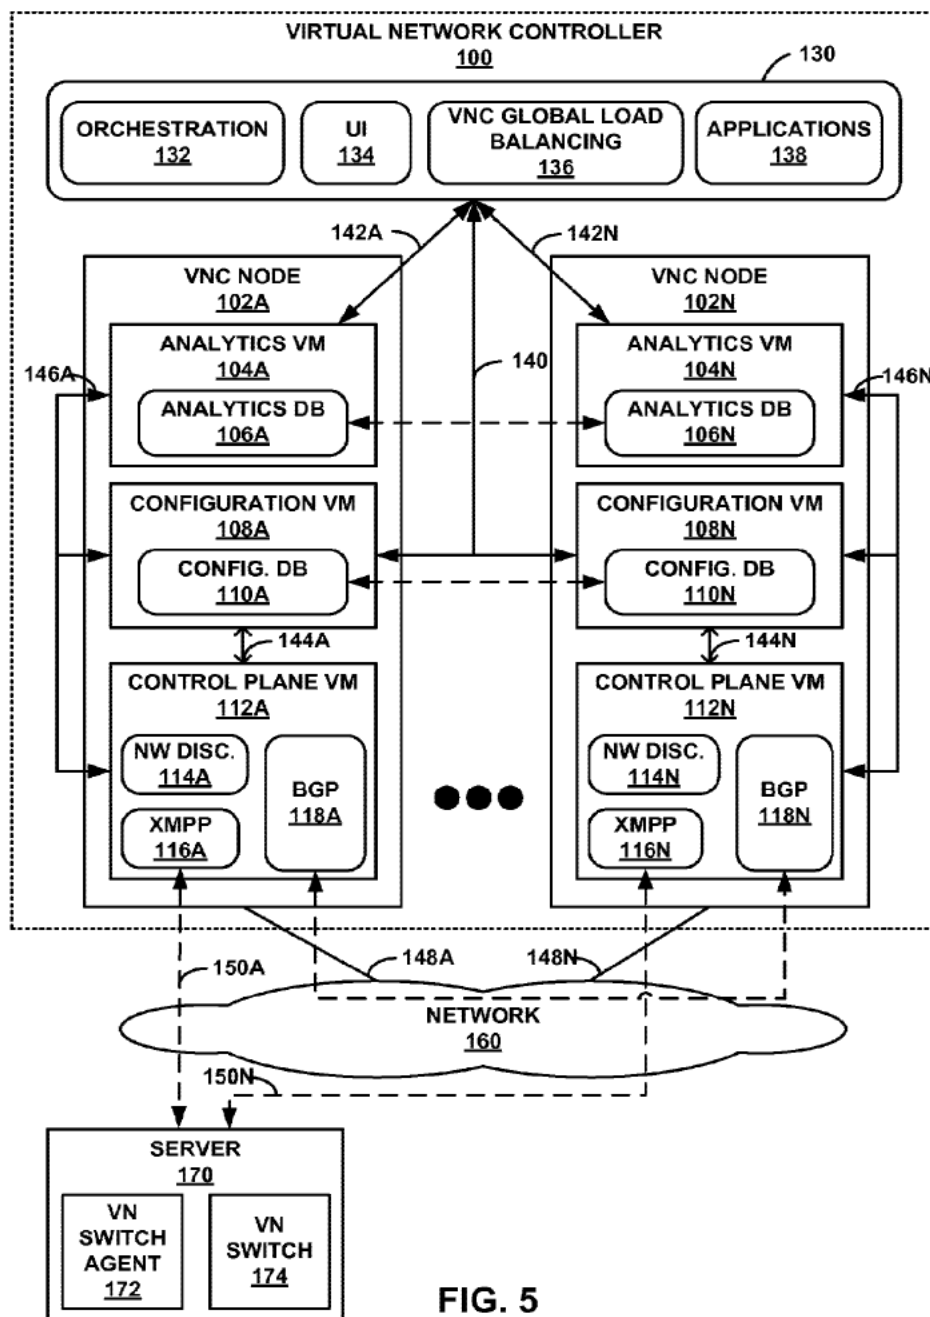 VIRTUAL NETWORK CONTROLLER
100
130
ORCHESTRATION
132
UI
134
VNC GLOBAL LOAD
BALANCING
136
APPLICATIONS
138
142A
142N
VNC NODE
102A
VNC NODE
102N
140
146A
ANALYTICS VM
104A
ANALYTICS DB
106A
ANALYTICS VM
104N
146N
ANALYTICS DB
106N
CONFIGURATION VM
108A
CONFIG. DB
110A
CONFIGURATION VM
108N
CONFIG. DB
110N
144A
144N
CONTROL PLANE VM
112A
NW DISC.
114A
BGP
118A
XMPP
116A
CONTROL PLANE VM
112N
NW DISC.
114N
BGP
118N
XMPP
116N
150A
148A
148N
NETWORK
160
150N
SERVER
170
VN
SWITCH
AGENT
172
VN
SWITCH
174
FIG. 5